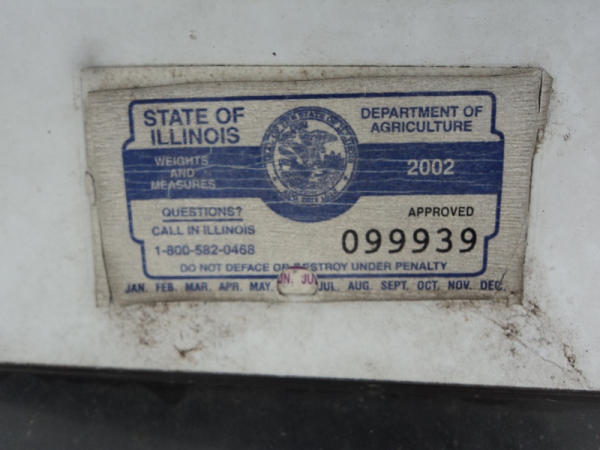 STATE OF
ILLINOIS
DEPARTMENT OF
AGRICULTURE
WEIGHTS
AND
MEASURES
2002
QUESTIONS?
CALL IN ILLINOIS
1-800-582-0468
APPROVED
099939
DO NOT DEFACE OR DESTROY UNDER PENALTY
JAN. FEB. MAR. APR. MAY. JUL. AUG. SEPT. OCT. NOV. DEC.